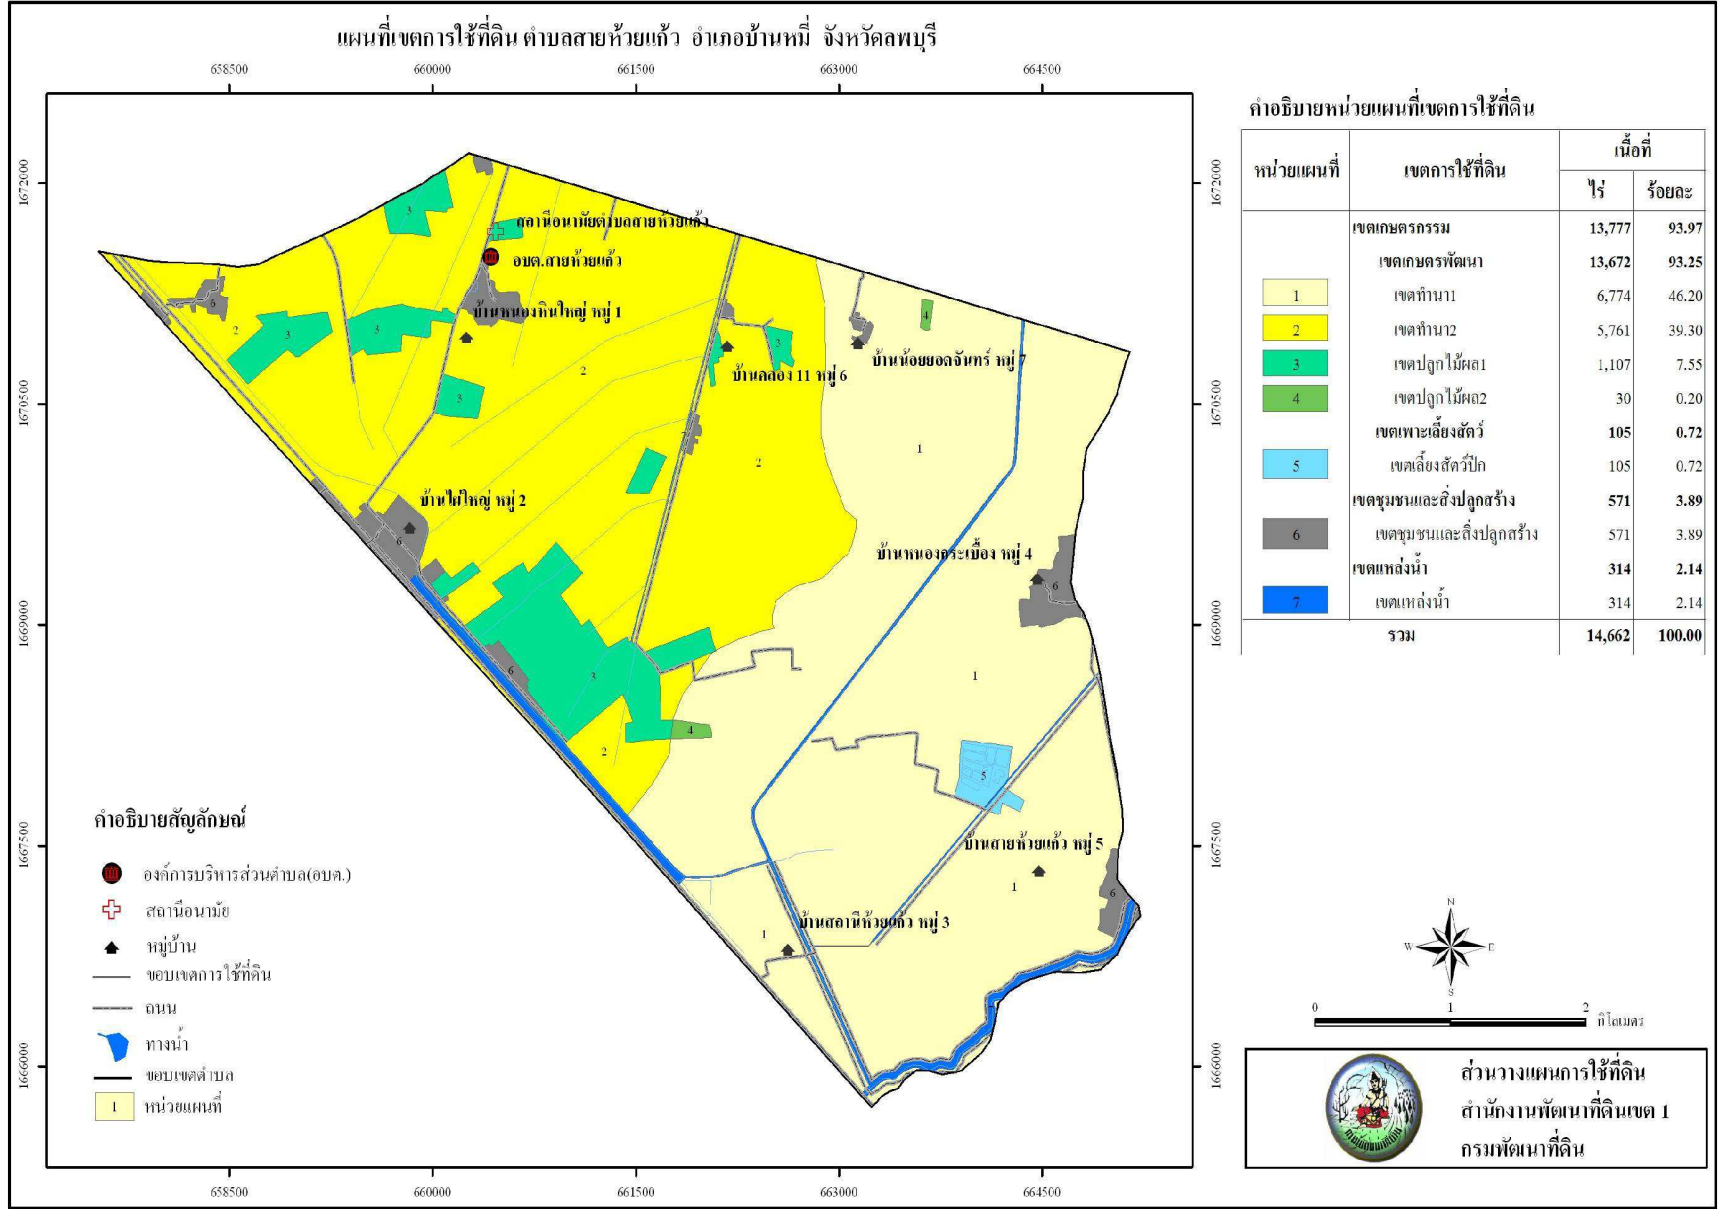 แผนที่เขตการใช้ที่ดิน ตำบลสายห้วยแก้ว อำเภอบ้านหมี่ จังหวัดลพบุรี
658500 660000 661500 663000 664500
1672000 1672000
1670500 1670500
1669000 1669000
1667500 1667500
1666000 1666000
658500 660000 661500 663000 664500
สถานีอนามัยตำบลสายห้วยแก้ว
อบต.สายห้วยแก้ว
บ้านหนองหินใหญ่ หมู่ 1
บ้านคลอง 11 หมู่ 6
บ้านน้อยยอดจันทร์ หมู่ 7
บ้านไผ่ใหญ่ หมู่ 2
บ้านหนองกระเบื้อง หมู่ 4
บ้านสายห้วยแก้ว หมู่ 5
บ้านสถานีห้วยแก้ว หมู่ 3
คำอธิบายสัญลักษณ์
องค์การบริหารส่วนตำบล(อบต.)
สถานีอนามัย
หมู่บ้าน
ขอบเขตการใช้ที่ดิน
ถนน
ทางน้ำ
ขอบเขตตำบล
1 หน่วยแผนที่
คำอธิบายหน่วยแผนที่เขตการใช้ที่ดิน
หน่วยแผนที่ เขตการใช้ที่ดิน เนื้อที่
ไร่ ร้อยละ
เขตเกษตรกรรม 13,777 93.97
เขตเกษตรพัฒนา 13,672 93.25
1 เขตทำนา1 6,774 46.20
2 เขตทำนา2 5,761 39.30
3 เขตปลูกไม้ผล1 1,107 7.55
4 เขตปลูกไม้ผล2 30 0.20
เขตเพาะเลี้ยงสัตว์ 105 0.72
5 เขตเลี้ยงสัตว์ปีก 105 0.72
เขตชุมชนและสิ่งปลูกสร้าง 571 3.89
6 เขตชุมชนและสิ่งปลูกสร้าง 571 3.89
เขตแหล่งน้ำ 314 2.14
7 เขตแหล่งน้ำ 314 2.14
รวม 14,662 100.00
N
W E
S
0 1 2
กิโลเมตร
ส่วนวางแผนการใช้ที่ดิน
สำนักงานพัฒนาที่ดินเขต 1
กรมพัฒนาที่ดิน